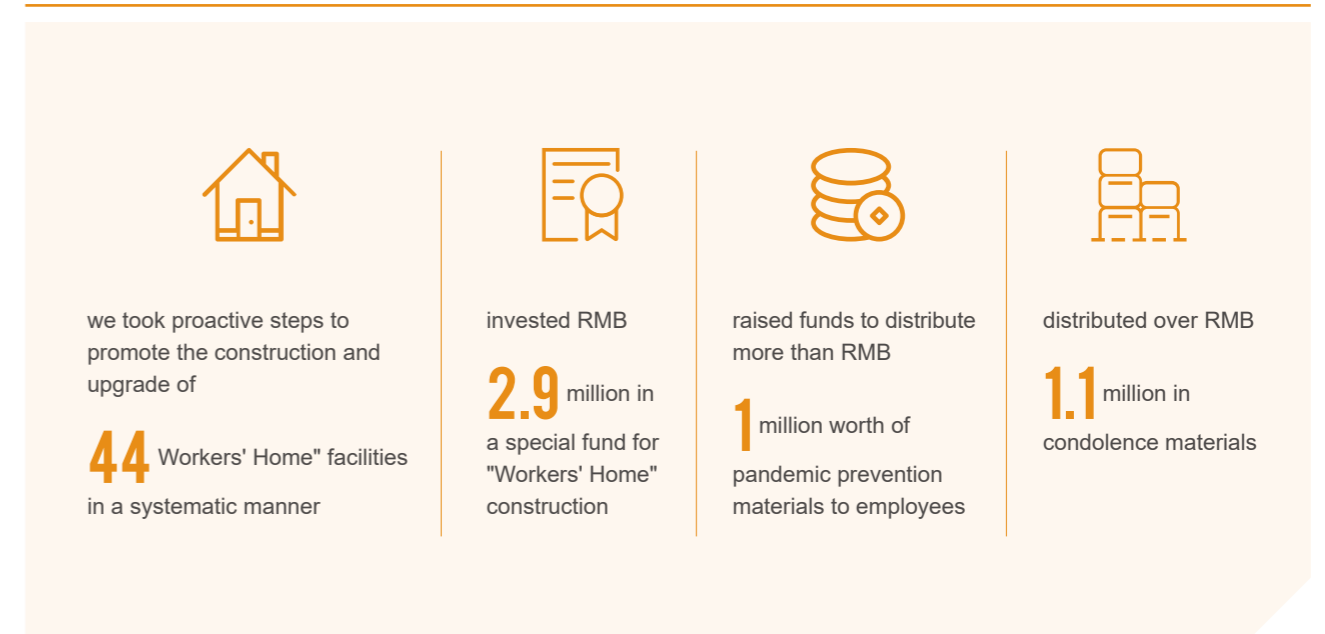 we took proactive steps to
promote the construction and
upgrade of
44 Workers' Home" facilities
in a systematic manner
invested RMB
2.9 million in
a special fund for
"Workers' Home"
construction
raised funds to distribute
more than RMB
1 million worth of
pandemic prevention
materials to employees
distributed over RMB
1.1 million in
condolence materials